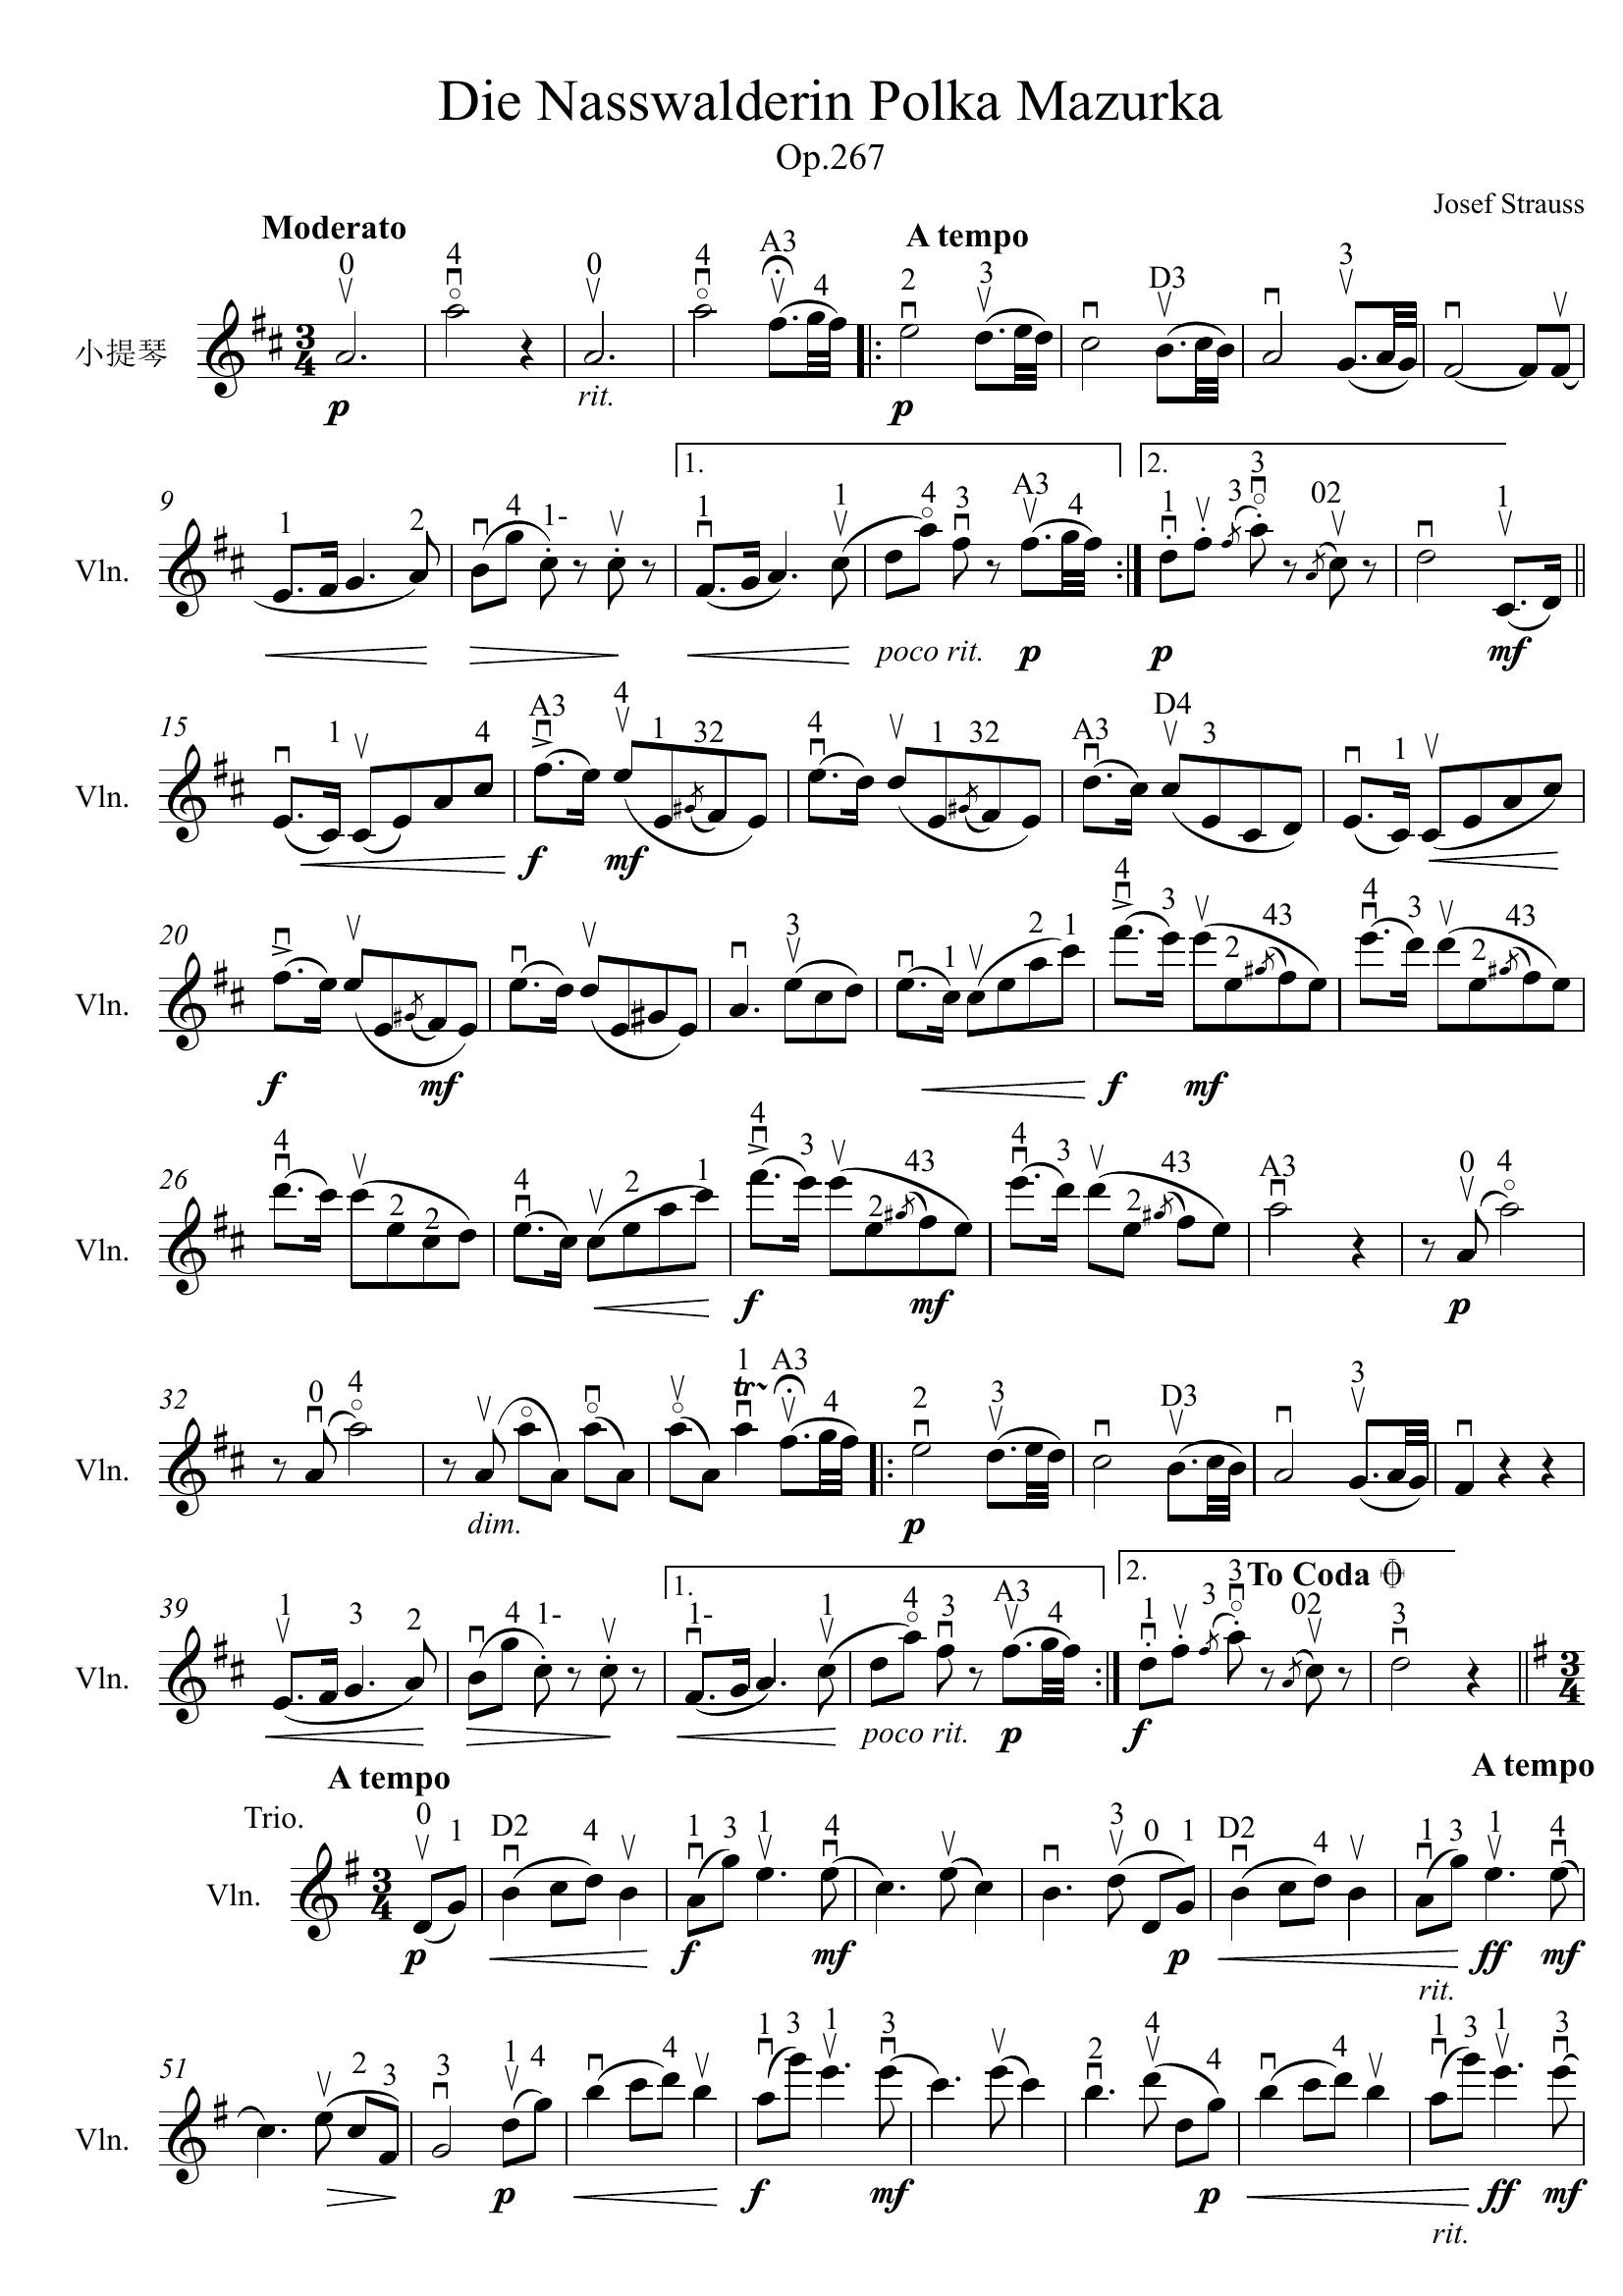 Die Nasswalderin Polka Mazurka
Op.267
Josef Strauss
Moderato
A tempo
0 4 0 4 A3 4 2 3 D3 3
小提琴
3 4
p rit. p
1. 2.
9
1 2 4 1- 1 1 4 3 A3 4 1 3 3 02 1
Vln.
poco rit. p p mf
15
1 4 A3 4 1 32 4 1 32 A3 D4 3 1
Vln.
f mf
20
3 1 2 1 4 3 2 43 4 3 2 43
Vln.
f mf f mf
26
4 2 2 4 2 1 4 3 2 43 4 3 2 43 A3 0 4
Vln.
f mf p
32
0 4 1 tr A3 4 2 3 D3 3
Vln.
dim. p
1. 2. To Coda
39
1 3 2 4 1- 1- 1 4 3 A3 4 1 3 3 02 3
Vln.
3 4
poco rit. p f
A tempo A tempo
Trio.
0 1 D2 4 1 3 1 4 3 0 1 D2 4 1 3 1 4
Vln.
3 4
p f mf p ff mf
rit.
51
2 3 3 1 4 4 1 3 1 3 2 4 4 4 1 3 1 3
Vln.
p f mf p ff mf
rit.